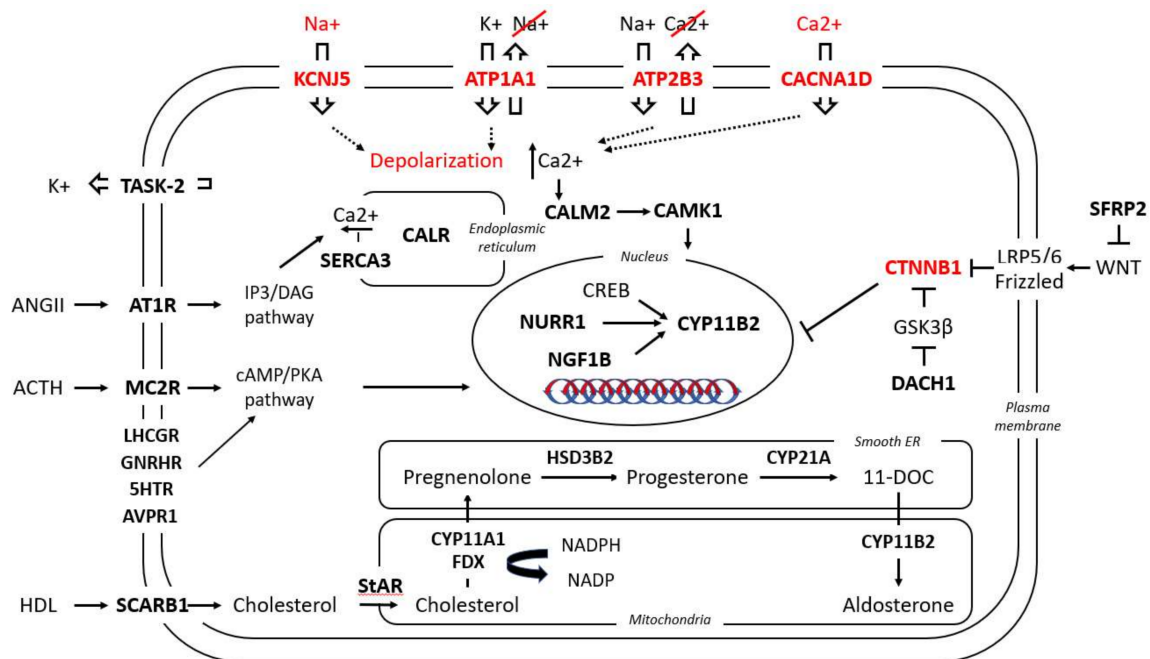 Na+ K+ Na+ Na+ Ca2+ Ca2+
KCNJ5 ATP1A1 ATP2B3 CACNA1D
Depolarization Ca2+
K+ TASK-2
CALM2 CAMK1
SFRP2
Ca2+
CALR
Endoplasmic
reticulum
SERCA3
Nucleus
CTNNB1
LRP5/6
Frizzled
WNT
ANGII AT1R
IP3/DAG
pathway
CREB
NURR1 CYP11B2
NGF1B
GSK3β
DACH1
ACTH MC2R
cAMP/PKA
pathway
LHCGR
GNRHR
5HTR
AVPR1
Plasma
membrane
Smooth ER
HSD3B2 CYP21A
Pregnenolone Progesterone 11-DOC
CYP11A1
FDX
NADPH
NADP
CYP11B2
HDL SCARB1 Cholesterol StAR Cholesterol Aldosterone
Mitochondria